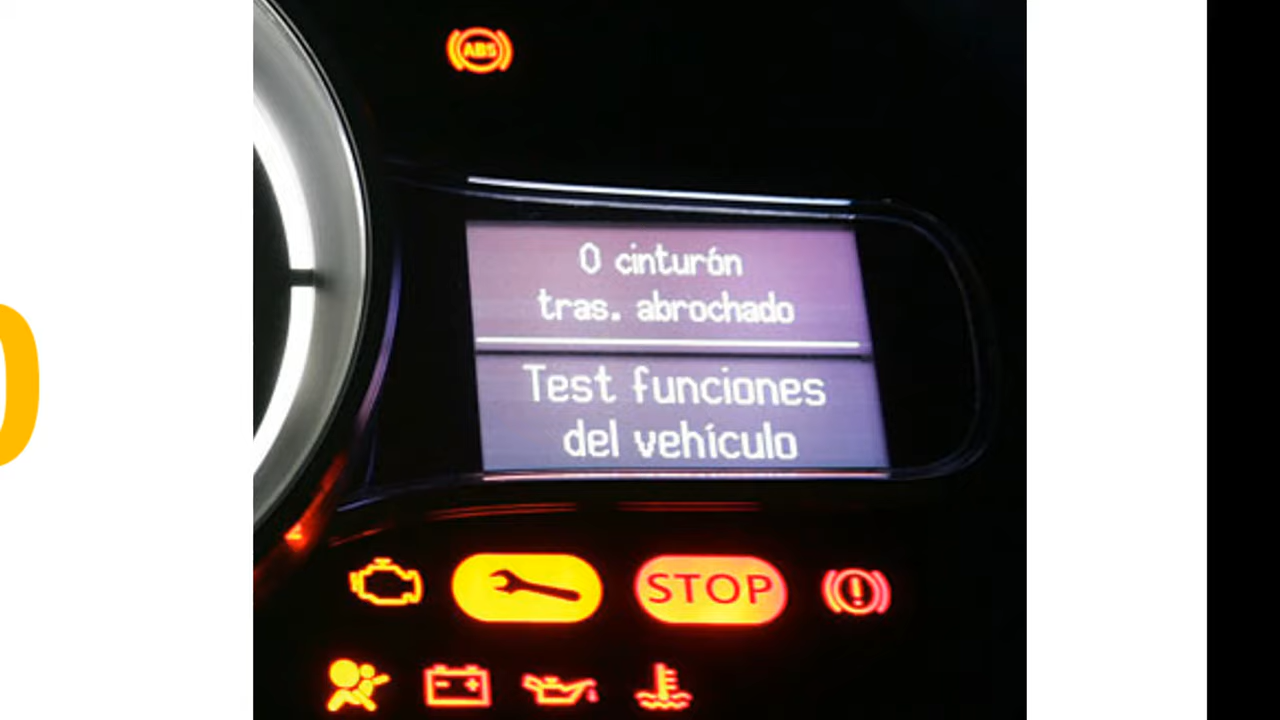 ABS
0 cinturón
tras. abrochado
Test funciones
del vehículo
STOP